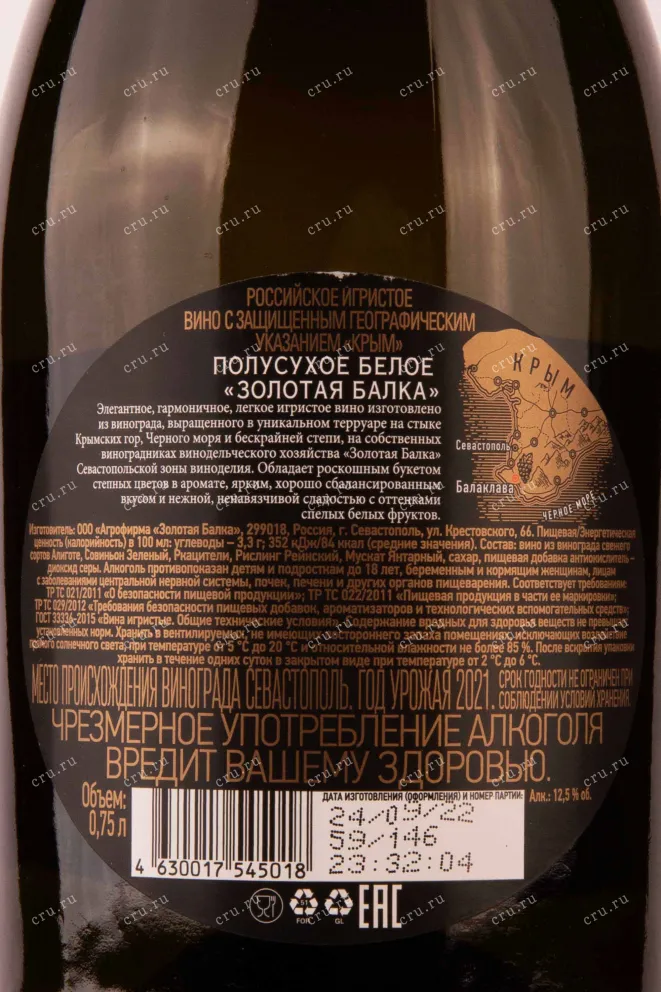 РОССИЙСКОЕ ИГРИСТОЕ
ВИНО С ЗАЩИЩЕННЫМ ГЕОГРАФИЧЕСКИМ
УКАЗАНИЕМ «КРЫМ»
ПОЛУСУХОЕ БЕЛОЕ
«ЗОЛОТАЯ БАЛКА»
Элегантное, гармоничное, легкое игристое вино изготовлено
из винограда, выращенного в уникальном терруаре на стыке
Крымских гор, Черного моря и бескрайней степи, на собственных
виноградниках винодельческого хозяйства «Золотая Балка»
Севастопольской зоны виноделия. Обладает роскошным букетом
степных цветов в аромате, ярким, хорошо сбалансированным
вкусом и нежной, ненавязчивой сладостью с оттенками
спелых белых фруктов.
КРЫМ
Севастополь
Балаклава
ЧЕРНОЕ МОРЕ
Изготовитель: ООО «Агрофирма «Золотая Балка», 299018, Россия, г. Севастополь, ул. Крестовского, 66. Пищевая/Энергетическая
ценность (калорийность) в 100 мл: углеводы – 3,3 г; 352 кДж/84 ккал (средние значения). Состав: вино из винограда свежего
сортов Алиготе, Совиньон Зеленый, Ркацители, Рислинг Рейнский, Мускат Янтарный, сахар, пищевая добавка антиокислитель –
диоксид серы. Алкоголь противопоказан детям и подросткам до 18 лет, беременным и кормящим женщинам, лицам
с заболеваниями центральной нервной системы, почек, печени и других органов пищеварения. Соответствует требованиям:
ТР ТС 021/2011 «О безопасности пищевой продукции»; ТР ТС 022/2011 «Пищевая продукция в части ее маркировки»;
ТР ТС 029/2012 «Требования безопасности пищевых добавок, ароматизаторов и технологических вспомогательных средств»;
ГОСТ 33336-2015 «Вина игристые. Общие технические условия». Содержание вредных для здоровья веществ не превышает
установленных норм. Хранить в вентилируемых, не имеющих постороннего запаха помещениях, исключающих воздействие
прямого солнечного света, при температуре от 5 °С до 20 °С и относительной влажности не более 85 %. После вскрытия упаковки
хранить в течение одних суток в закрытом виде при температуре от 2 °С до 6 °С.
МЕСТО ПРОИСХОЖДЕНИЯ ВИНОГРАДА СЕВАСТОПОЛЬ. ГОД УРОЖАЯ 2021.
СРОК ГОДНОСТИ НЕ ОГРАНИЧЕН ПРИ
СОБЛЮДЕНИИ УСЛОВИЙ ХРАНЕНИЯ.
ЧРЕЗМЕРНОЕ УПОТРЕБЛЕНИЕ АЛКОГОЛЯ
ВРЕДИТ ВАШЕМУ ЗДОРОВЬЮ.
Объем:
0,75 л
4 630017 545018
ДАТА ИЗГОТОВЛЕНИЯ (ОФОРМЛЕНИЯ) И НОМЕР ПАРТИИ:
24/09/22
59/146
23:32:04
Алк.: 12,5 % об.
GL
EAC
cru.ru